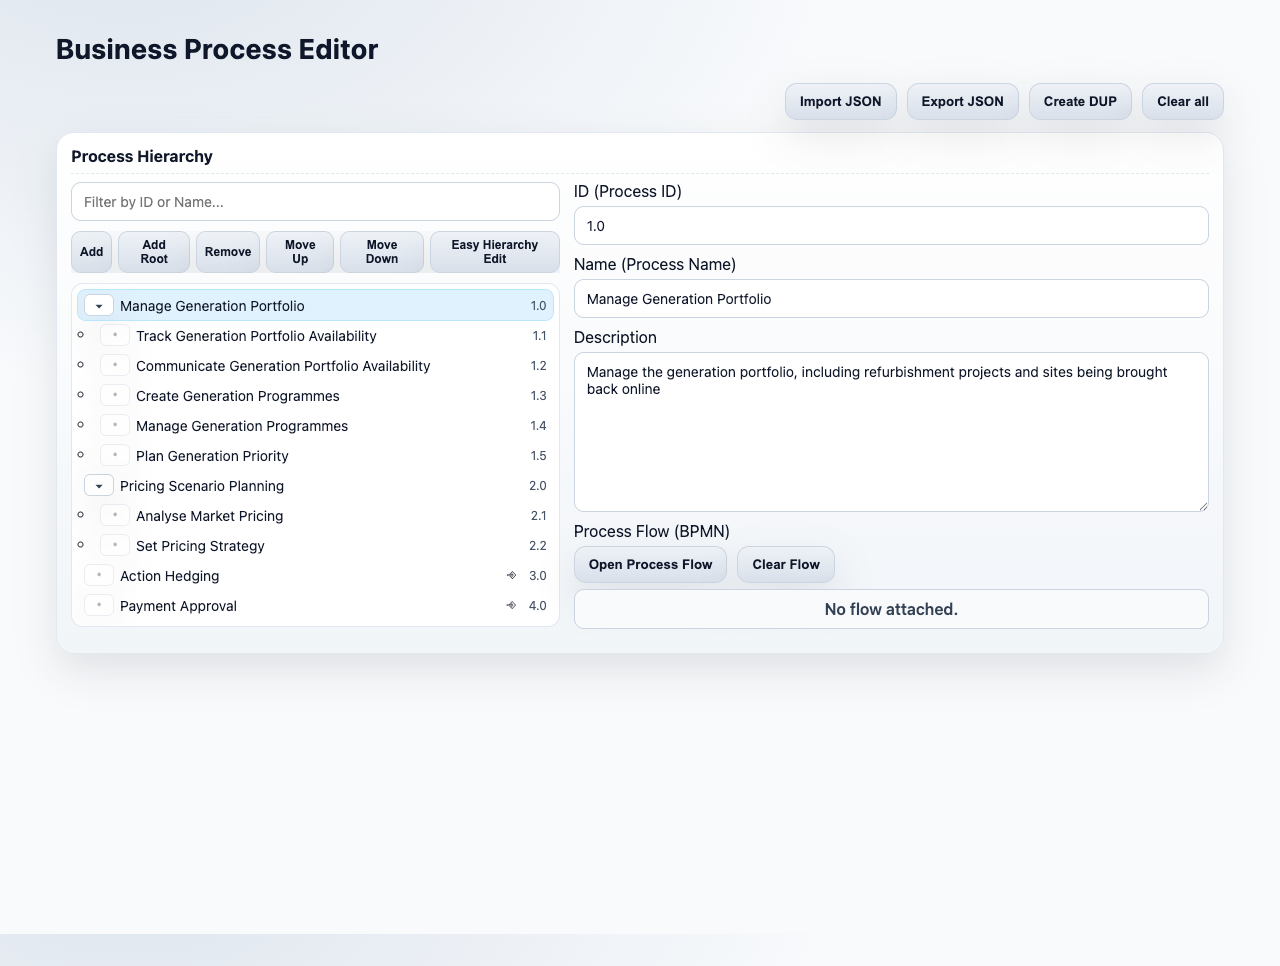 Business Process Editor
Import JSON
Export JSON
Create DUP
Clear all
Process Hierarchy
Filter by ID or Name...
Add
Add
Root
Remove
Move
Up
Move
Down
Easy Hierarchy
Edit
Manage Generation Portfolio 1.0
Track Generation Portfolio Availability 1.1
Communicate Generation Portfolio Availability 1.2
Create Generation Programmes 1.3
Manage Generation Programmes 1.4
Plan Generation Priority 1.5
Pricing Scenario Planning 2.0
Analyse Market Pricing 2.1
Set Pricing Strategy 2.2
Action Hedging 3.0
Payment Approval 4.0
ID (Process ID)
1.0
Name (Process Name)
Manage Generation Portfolio
Description
Manage the generation portfolio, including refurbishment projects and sites being brought
back online
Process Flow (BPMN)
Open Process Flow
Clear Flow
No flow attached.